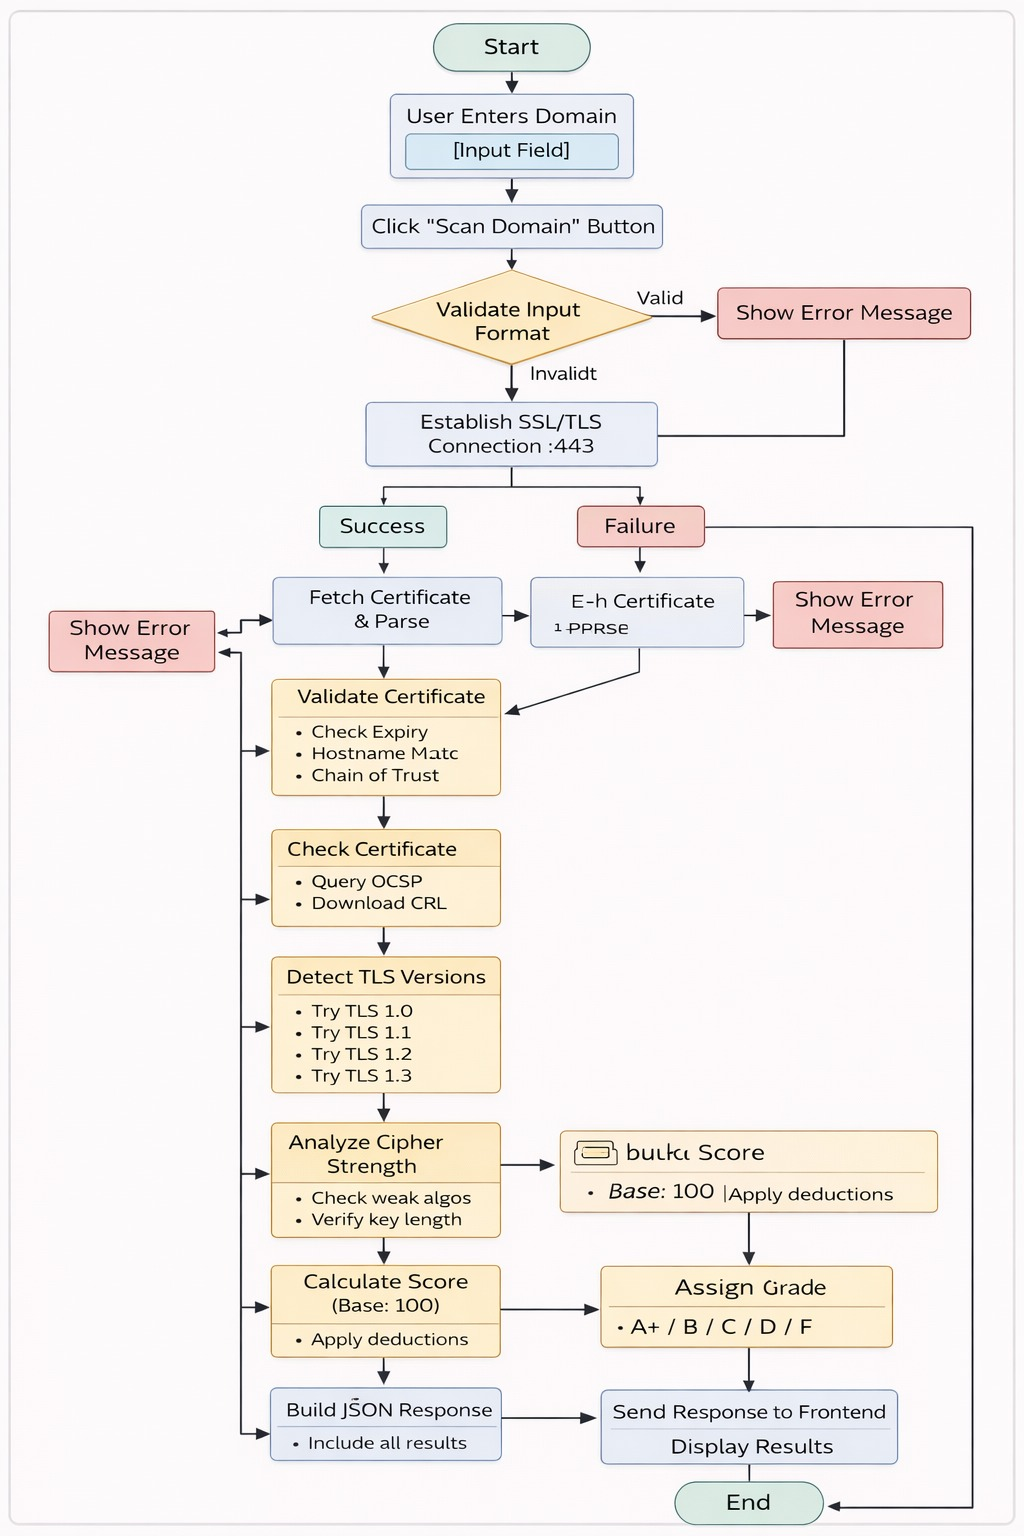 Start
User Enters Domain
[Input Field]
Click "Scan Domain" Button
Validate Input
Format
Valid
Show Error Message
Invalidt
Establish SSL/TLS
Connection :443
Success
Failure
Fetch Certificate
& Parse
E-h Certificate
Show Error
Message
Show Error
Message
Validate Certificate
• Check Expiry
• Hostname
• Chain of Trust
Check Certificate
• Query OCSP
• Download CRL
Detect TLS Versions
• Try TLS 1.0
• Try TLS 1.1
• Try TLS 1.2
• Try TLS 1.3
Analyze Cipher
Strength
• Check weak algos
• Verify key length
Score
• Base: 100 | Apply deductions
Calculate Score
(Base: 100)
• Apply deductions
Assign Grade
• A+ / B / C / D / F
Build JSON Response
• Include all results
Send Response to Frontend
Display Results
End